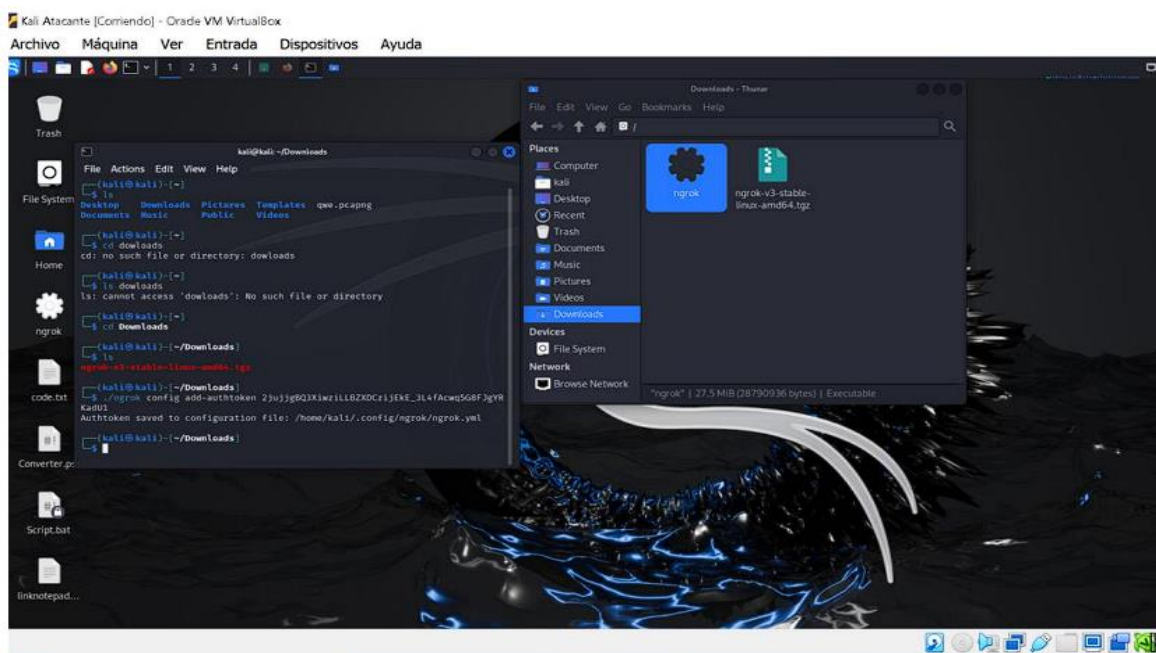 Kali Atacante [Corriendo] - Oracle VM VirtualBox
Archivo Máquina Ver Entrada Dispositivos Ayuda
1 2 3 4
Trash
File System
Home
ngrok
code.txt
Converter.ps
Script.bat
linknotepad...
kali@kali: ~/Downloads
File Actions Edit View Help
(kali㉿kali)-[~]
$ ls
Desktop Downloads Pictures Templates qwe.pcapng
Documents Music Public Videos
(kali㉿kali)-[~]
$ cd dowloads
cd: no such file or directory: dowloads
(kali㉿kali)-[~]
$ ls dowloads
ls: cannot access 'dowloads': No such file or directory
(kali㉿kali)-[~]
$ cd Downloads
(kali㉿kali)-[~/Downloads]
$ ls
ngrok-v3-stable-linux-amd64.tgz
(kali㉿kali)-[~/Downloads]
$ ./ngrok config add-authtoken
Authtoken saved to configuration file: /home/kali/.config/ngrok/ngrok.yml
(kali㉿kali)-[~/Downloads]
$
Downloads - Thunar
File Edit View Go Bookmarks Help
/
Places
Computer
kali
Desktop
Recent
Trash
Documents
Music
Pictures
Videos
Downloads
Devices
File System
Network
Browse Network
ngrok
ngrok-v3-stable-
linux-amd64.tgz
"ngrok" | 27.5 MiB (28790936 bytes) | Executable